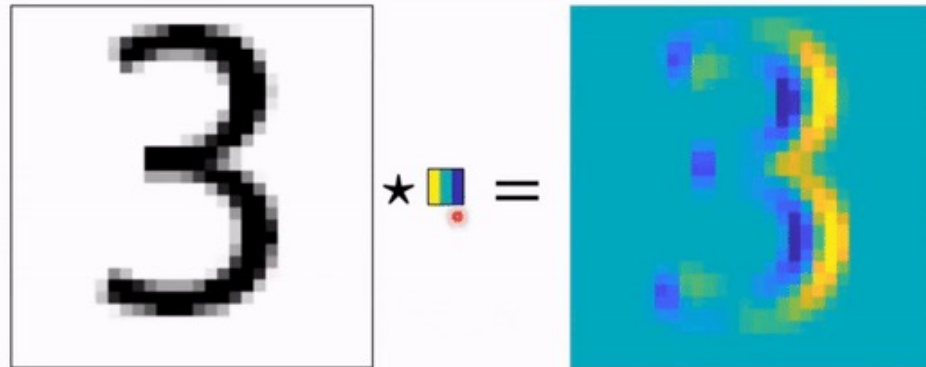 3 ★ =